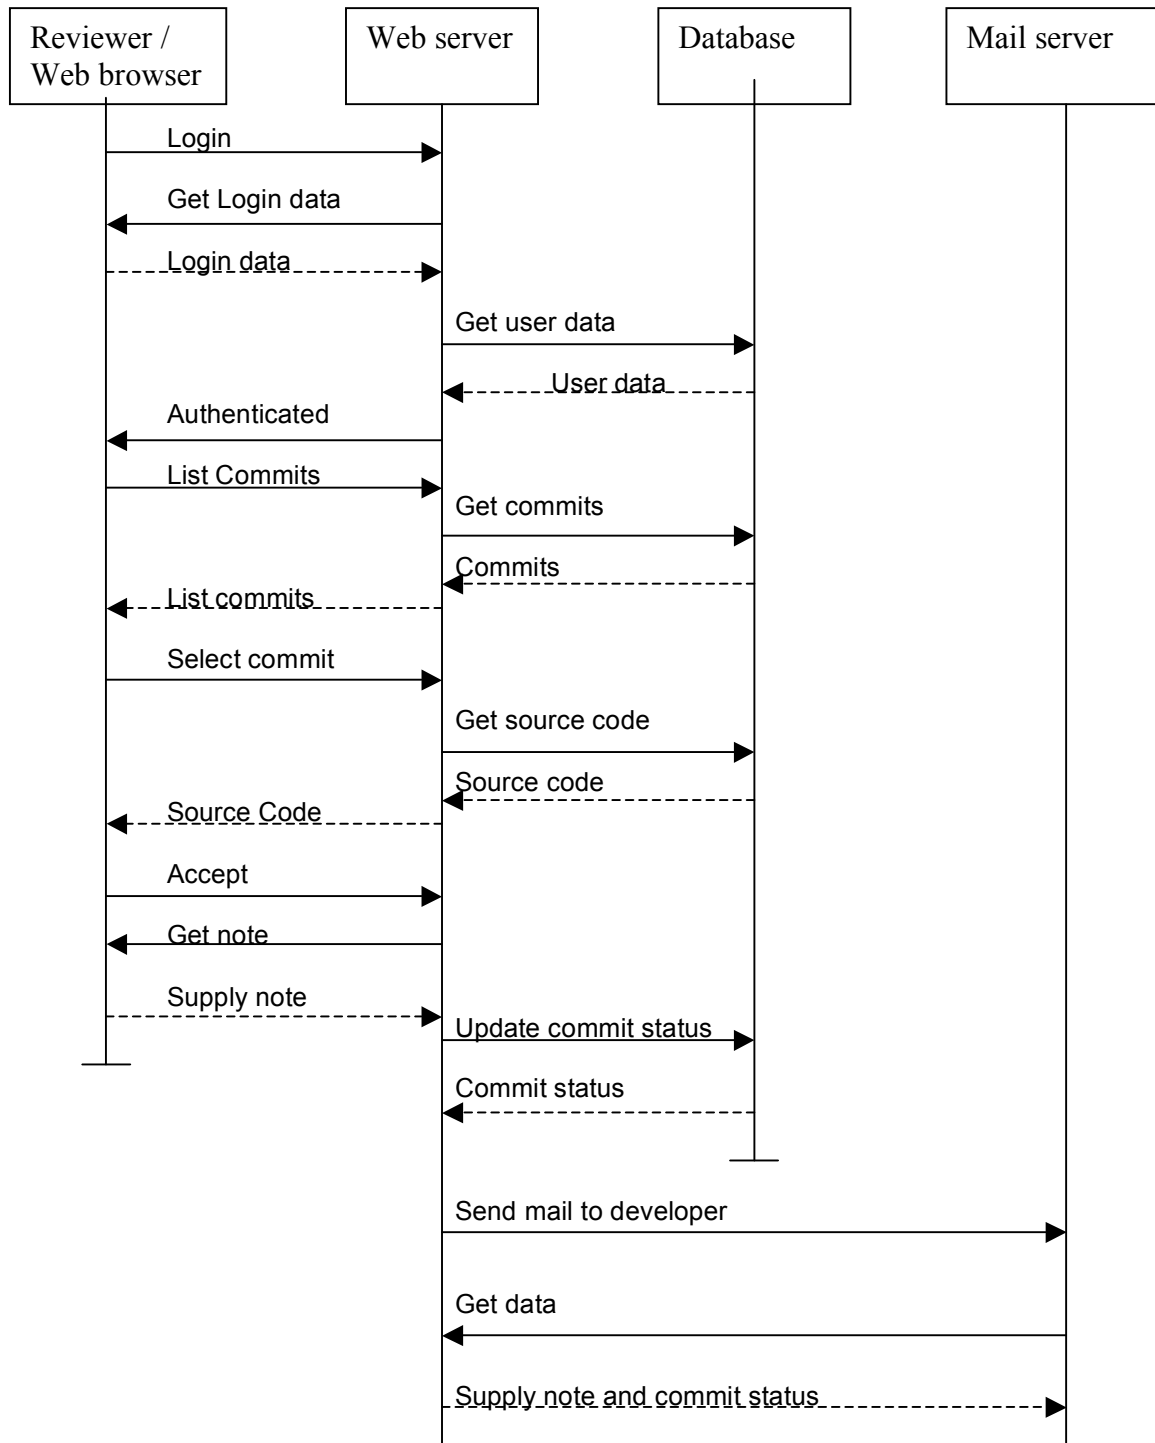 Reviewer /
Web browser
Web server
Database
Mail server
Login
Get Login data
Login data
Get user data
User data
Authenticated
List Commits
Get commits
Commits
List commits
Select commit
Get source code
Source code
Source Code
Accept
Get note
Supply note
Update commit status
Commit status
Send mail to developer
Get data
Supply note and commit status